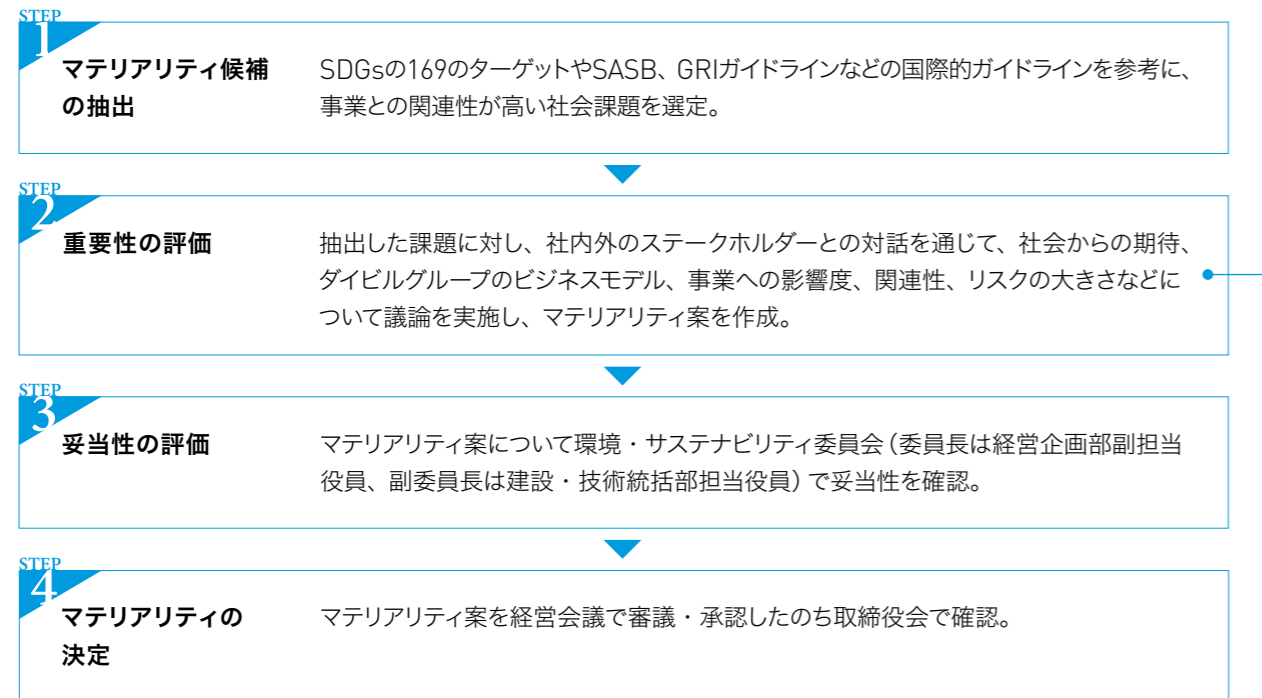 STEP
1
マテリアリティ候補
の抽出
SDGsの169のターゲットやSASB、GRIガイドラインなどの国際的ガイドラインを参考に、
事業との関連性が高い社会課題を選定。
STEP
2
重要性の評価
抽出した課題に対し、社内外のステークホルダーとの対話を通じて、社会からの期待、
ダイビルグループのビジネスモデル、事業への影響度、関連性、リスクの大きさなどに
ついて議論を実施し、マテリアリティ案を作成。
STEP
3
妥当性の評価
マテリアリティ案について環境・サステナビリティ委員会（委員長は経営企画部副担当
役員、副委員長は建設・技術統括部担当役員）で妥当性を確認。
STEP
4
マテリアリティの
決定
マテリアリティ案を経営会議で審議・承認したのち取締役会で確認。